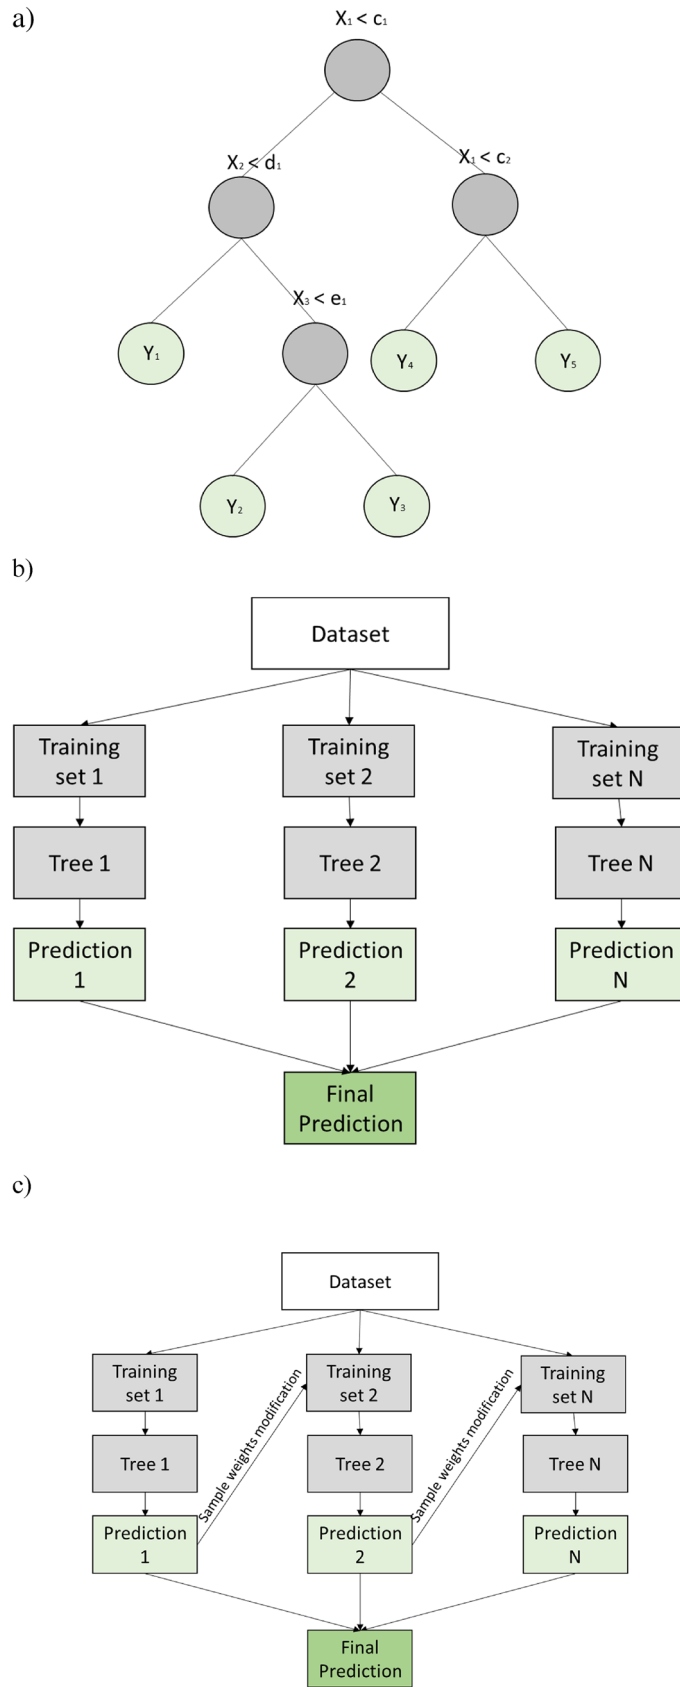 a)
X₁ < c₁
X₂ < d₁
X₁ < c₂
X₃ < e₁
Y₁
Y₄
Y₅
Y₂
Y₃
b)
Dataset
Training
set 1
Training
set 2
Training
set N
Tree 1
Tree 2
Tree N
Prediction
1
Prediction
2
Prediction
N
Final
Prediction
c)
Dataset
Training
set 1
Sample weights modification
Training
set 2
Sample weights modification
Training
set N
Tree 1
Tree 2
Tree N
Prediction
1
Prediction
2
Prediction
N
Final
Prediction